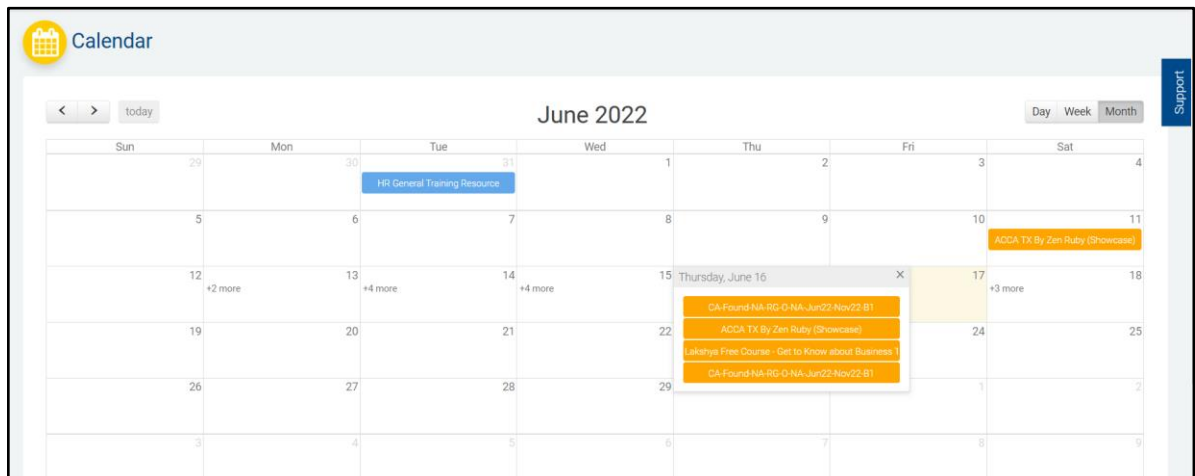 Calendar
Support
today
June 2022
Day Week Month
Sun Mon Tue Wed Thu Fri Sat
29 30 31 1 2 3 4
HR General Training Resource
5 6 7 8 9 10 11
ACCA TX By Zen Ruby (Showcase)
12 13 14 15 Thursday, June 16 × 17 18
+2 more +4 more +4 more +3 more
CA-Found-NA-RG-O-NA-Jun22-Nov22-B1
ACCA TX By Zen Ruby (Showcase)
Lakshya Free Course - Get to Know about Business T
CA-Found-NA-RG-O-NA-Jun22-Nov22-B1
19 20 21 22 24 25
26 27 28 29 1 2
3 4 5 6 7 8 9